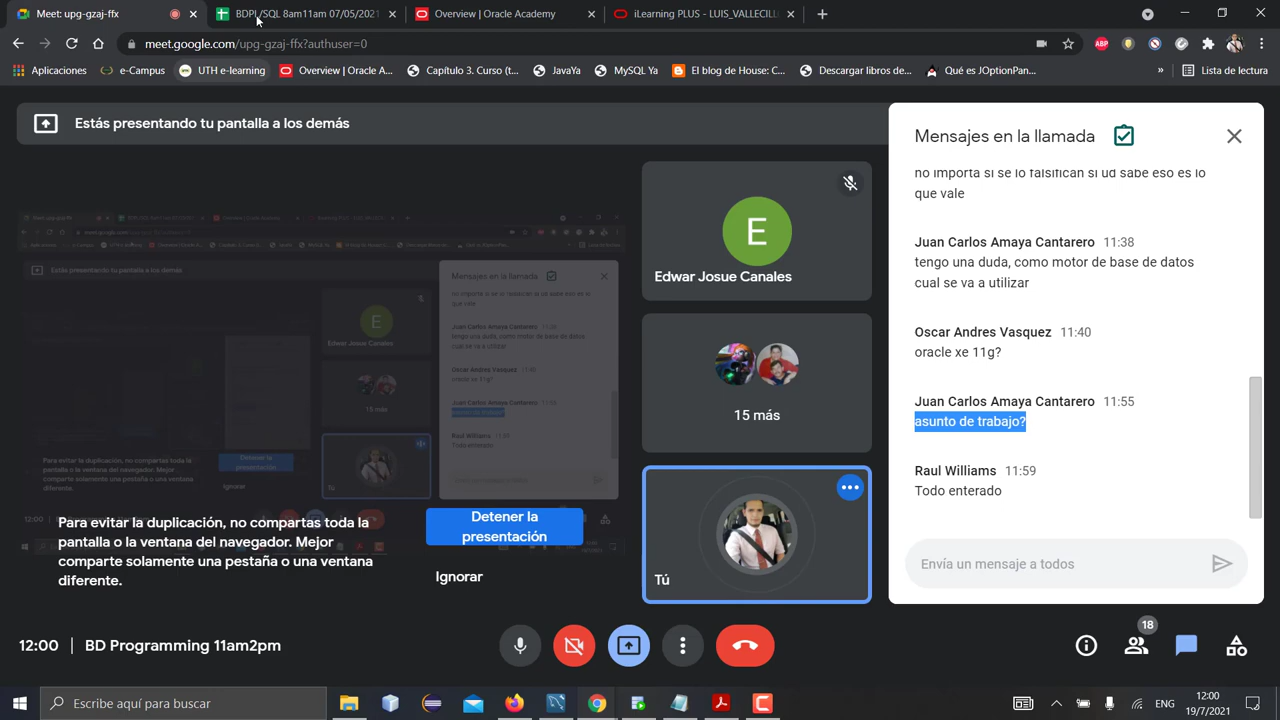 Meet: upg-gzaj-ffx
BDPL/SQL 8am11am 07/05/2021
Overview | Oracle Academy
iLearning PLUS - LUIS_VALLECILL
meet.google.com/upg-gzaj-ffx?authuser=0
ABP
Aplicaciones
e-Campus
UTH e-learning
Overview | Oracle A...
Capítulo 3. Curso (t...
JavaYa
MySQL Ya
El blog de House: C...
Descargar libros de...
Qué es JOptionPan...
»
Lista de lectura
Estás presentando tu pantalla a los demás
Mensajes en la llamada
no importa si se lo falsifican si ud sabe eso es lo
que vale
Juan Carlos Amaya Cantarero 11:38
tengo una duda, como motor de base de datos
cual se va a utilizar
Oscar Andres Vasquez 11:40
oracle xe 11g?
Juan Carlos Amaya Cantarero 11:55
asunto de trabajo?
Raul Williams 11:59
Todo enterado
Envía un mensaje a todos
E
Edwar Josue Canales
15 más
Tú
Para evitar la duplicación, no compartas toda la
pantalla o la ventana del navegador. Mejor
comparte solamente una pestaña o una ventana
diferente.
Detener la
presentación
Ignorar
12:00 | BD Programming 11am2pm
18
Escribe aquí para buscar
ENG
12:00
19/7/2021